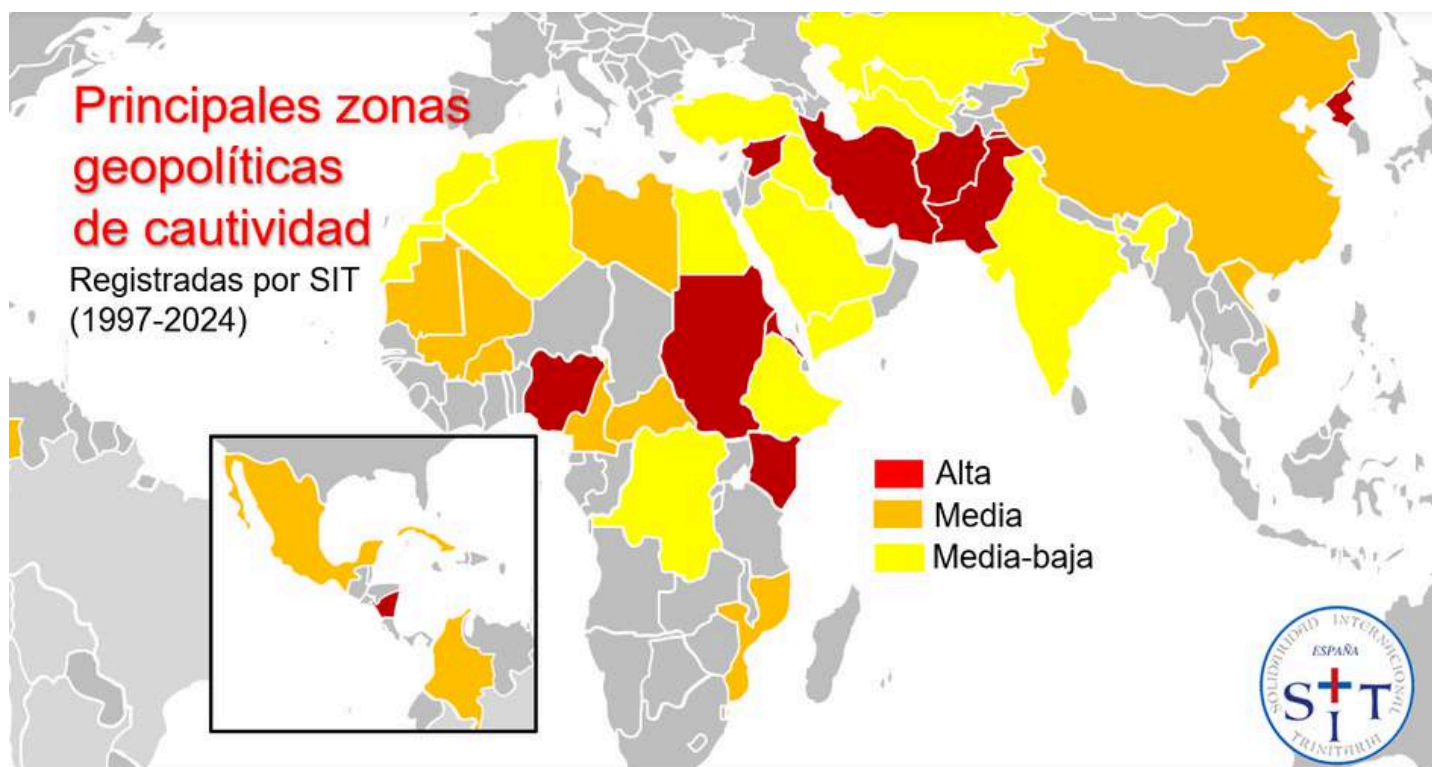 Principales zonas
geopolíticas
de cautividad
Registradas por SIT
(1997-2024)
Alta
Media
Media-baja
SOLIDARIDAD INTERNACIONAL
ESPAÑA
SIT
TRINITARIA